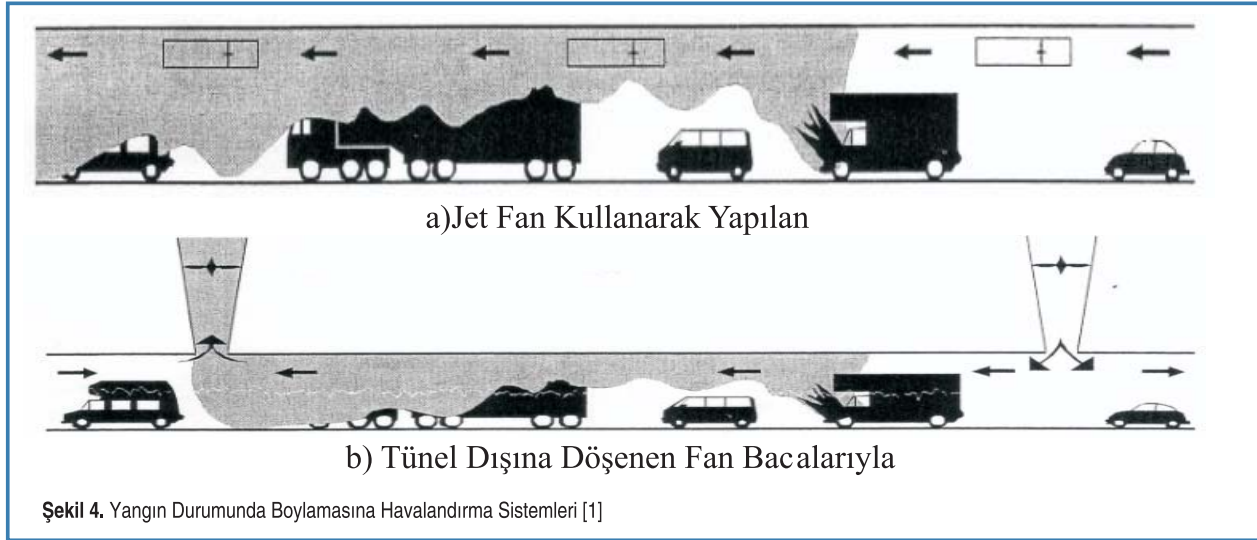 a)Jet Fan Kullanarak Yapılan
b) Tünel Dışına Döşenen Fan Bacalarıyla
Şekil 4. Yangın Durumunda Boylamasına Havalandırma Sistemleri [1]